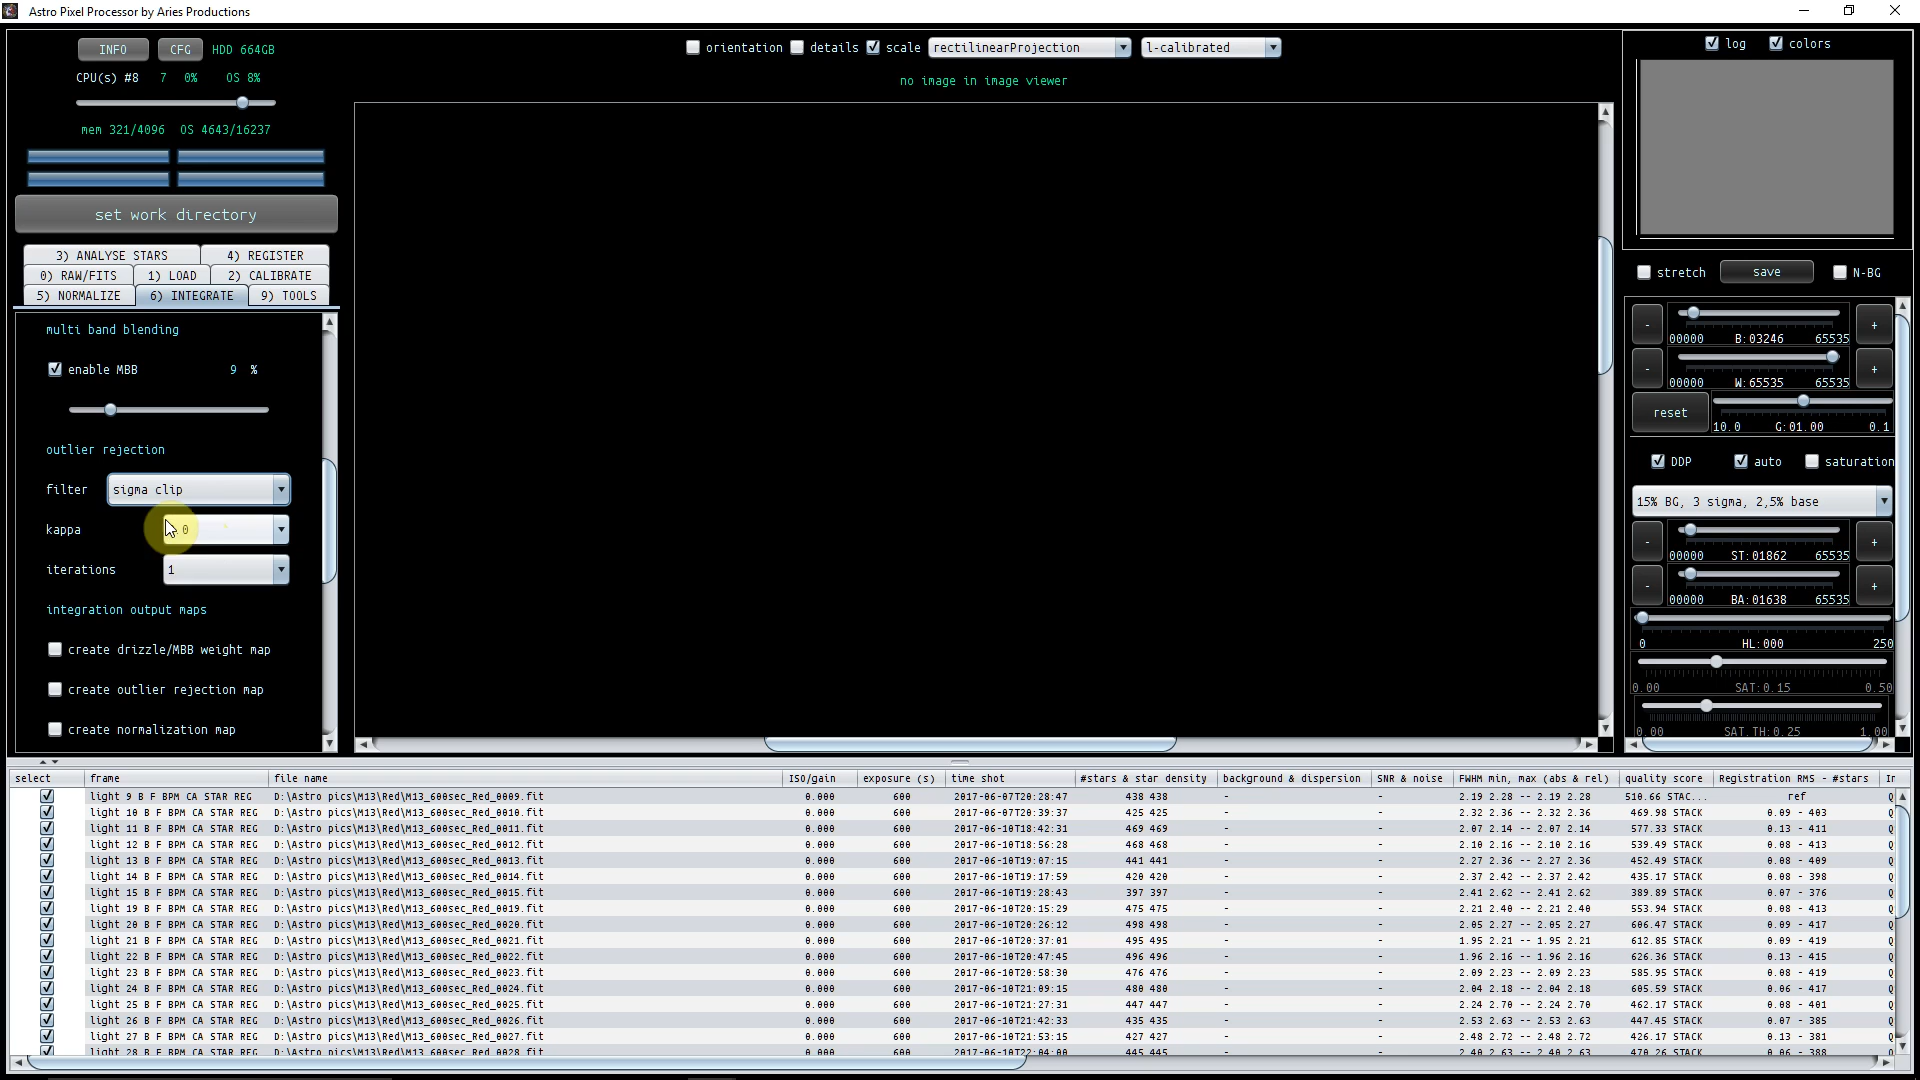 Astro Pixel Processor by Aries Productions
INFO CFG HDD 664GB
CPU(s) #8 7 0% OS 8%
mem 321/4096 OS 4643/16237
set work directory
3) ANALYSE STARS 4) REGISTER
0) RAW/FITS 1) LOAD 2) CALIBRATE
5) NORMALIZE 6) INTEGRATE 9) TOOLS
multi band blending
enable MBB 9 %
outlier rejection
filter sigma clip
kappa 0
iterations 1
integration output maps
create drizzle/MBB weight map
create outlier rejection map
create normalization map
orientation details scale rectilinearProjection l-calibrated
no image in image viewer
log colors
stretch save N-BG
- +
00000 B:03246 65535
- +
00000 W:65535 65535
reset
10.0 G:01.00 0.1
DDP auto saturation
15% BG, 3 sigma, 2,5% base
- +
00000 ST:01862 65535
- +
00000 BA:01638 65535
0 HL:000 250
0.00 SAT:0.15 0.50
0.00 SAT.TH:0.25 1.00
select frame file name ISO/gain exposure (s) time shot #stars & star density background & dispersion SNR & noise FWHM min, max (abs & rel) quality score Registration RMS - #stars In
light 9 B F BPM CA STAR REG D:\Astro pics\M13\Red\M13_600sec_Red_0009.fit 0.000 600 2017-06-07T20:28:47 438 438 - - 2.19 2.28 -- 2.19 2.28 510.66 STAC... ref Q
light 10 B F BPM CA STAR REG D:\Astro pics\M13\Red\M13_600sec_Red_0010.fit 0.000 600 2017-06-07T20:39:37 425 425 - - 2.32 2.36 -- 2.32 2.36 469.98 STACK 0.09 - 403 Q
light 11 B F BPM CA STAR REG D:\Astro pics\M13\Red\M13_600sec_Red_0011.fit 0.000 600 2017-06-10T18:42:31 469 469 - - 2.07 2.14 -- 2.07 2.14 577.33 STACK 0.13 - 411 Q
light 12 B F BPM CA STAR REG D:\Astro pics\M13\Red\M13_600sec_Red_0012.fit 0.000 600 2017-06-10T18:56:28 468 468 - - 2.10 2.16 -- 2.10 2.16 539.49 STACK 0.08 - 413 Q
light 13 B F BPM CA STAR REG D:\Astro pics\M13\Red\M13_600sec_Red_0013.fit 0.000 600 2017-06-10T19:07:15 441 441 - - 2.27 2.36 -- 2.27 2.36 452.49 STACK 0.08 - 409 Q
light 14 B F BPM CA STAR REG D:\Astro pics\M13\Red\M13_600sec_Red_0014.fit 0.000 600 2017-06-10T19:17:59 420 420 - - 2.37 2.42 -- 2.37 2.42 435.17 STACK 0.08 - 398 Q
light 15 B F BPM CA STAR REG D:\Astro pics\M13\Red\M13_600sec_Red_0015.fit 0.000 600 2017-06-10T19:28:43 397 397 - - 2.41 2.62 -- 2.41 2.62 389.89 STACK 0.07 - 376 Q
light 19 B F BPM CA STAR REG D:\Astro pics\M13\Red\M13_600sec_Red_0019.fit 0.000 600 2017-06-10T20:15:29 475 475 - - 2.21 2.40 -- 2.21 2.40 553.94 STACK 0.08 - 413 Q
light 20 B F BPM CA STAR REG D:\Astro pics\M13\Red\M13_600sec_Red_0020.fit 0.000 600 2017-06-10T20:26:12 498 498 - - 2.05 2.27 -- 2.05 2.27 606.47 STACK 0.09 - 417 Q
light 21 B F BPM CA STAR REG D:\Astro pics\M13\Red\M13_600sec_Red_0021.fit 0.000 600 2017-06-10T20:37:01 495 495 - - 1.95 2.21 -- 1.95 2.21 612.85 STACK 0.09 - 419 Q
light 22 B F BPM CA STAR REG D:\Astro pics\M13\Red\M13_600sec_Red_0022.fit 0.000 600 2017-06-10T20:47:45 496 496 - - 1.96 2.16 -- 1.96 2.16 626.36 STACK 0.13 - 415 Q
light 23 B F BPM CA STAR REG D:\Astro pics\M13\Red\M13_600sec_Red_0023.fit 0.000 600 2017-06-10T20:58:30 476 476 - - 2.09 2.23 -- 2.09 2.23 585.95 STACK 0.08 - 419 Q
light 24 B F BPM CA STAR REG D:\Astro pics\M13\Red\M13_600sec_Red_0024.fit 0.000 600 2017-06-10T21:09:15 480 480 - - 2.04 2.18 -- 2.04 2.18 605.59 STACK 0.06 - 417 Q
light 25 B F BPM CA STAR REG D:\Astro pics\M13\Red\M13_600sec_Red_0025.fit 0.000 600 2017-06-10T21:27:31 447 447 - - 2.24 2.70 -- 2.24 2.70 462.17 STACK 0.08 - 401 Q
light 26 B F BPM CA STAR REG D:\Astro pics\M13\Red\M13_600sec_Red_0026.fit 0.000 600 2017-06-10T21:42:33 435 435 - - 2.53 2.63 -- 2.53 2.63 447.45 STACK 0.07 - 385 Q
light 27 B F BPM CA STAR REG D:\Astro pics\M13\Red\M13_600sec_Red_0027.fit 0.000 600 2017-06-10T21:53:15 427 427 - - 2.48 2.72 -- 2.48 2.72 426.17 STACK 0.13 - 381 Q
light 28 B F BPM CA STAR REG D:\Astro pics\M13\Red\M13_600sec_Red_0028.fit 0.000 600 2017-06-10T22:04:00 445 445 - - 2.40 2.63 -- 2.40 2.63 470.26 STACK 0.06 - 388 Q